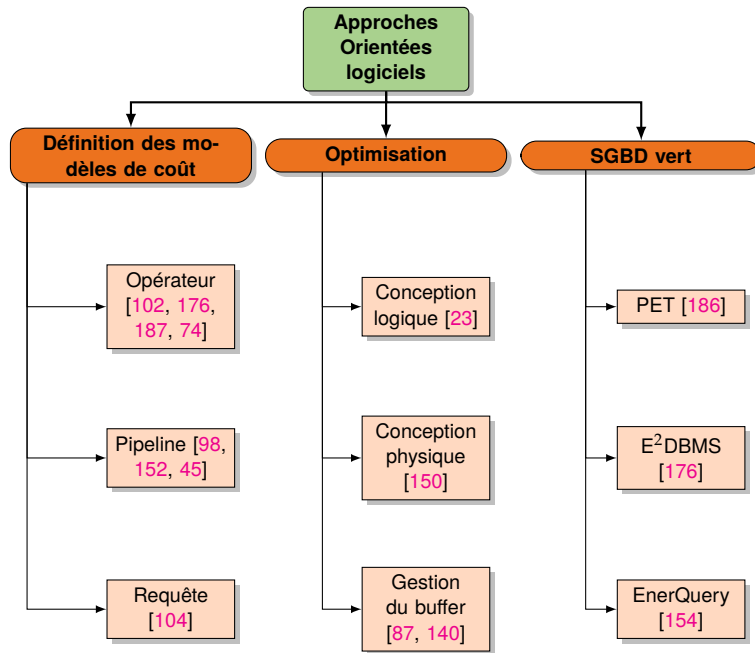 Approches
Orientées
logiciels
Définition des mo-
dèles de coût
Optimisation
SGBD vert
Opérateur
[102, 176,
187, 74]
Conception
logique [23]
PET [186]
Pipeline [98,
152, 45]
Conception
physique
[150]
E²DBMS
[176]
Requête
[104]
Gestion
du buffer
[87, 140]
EnerQuery
[154]